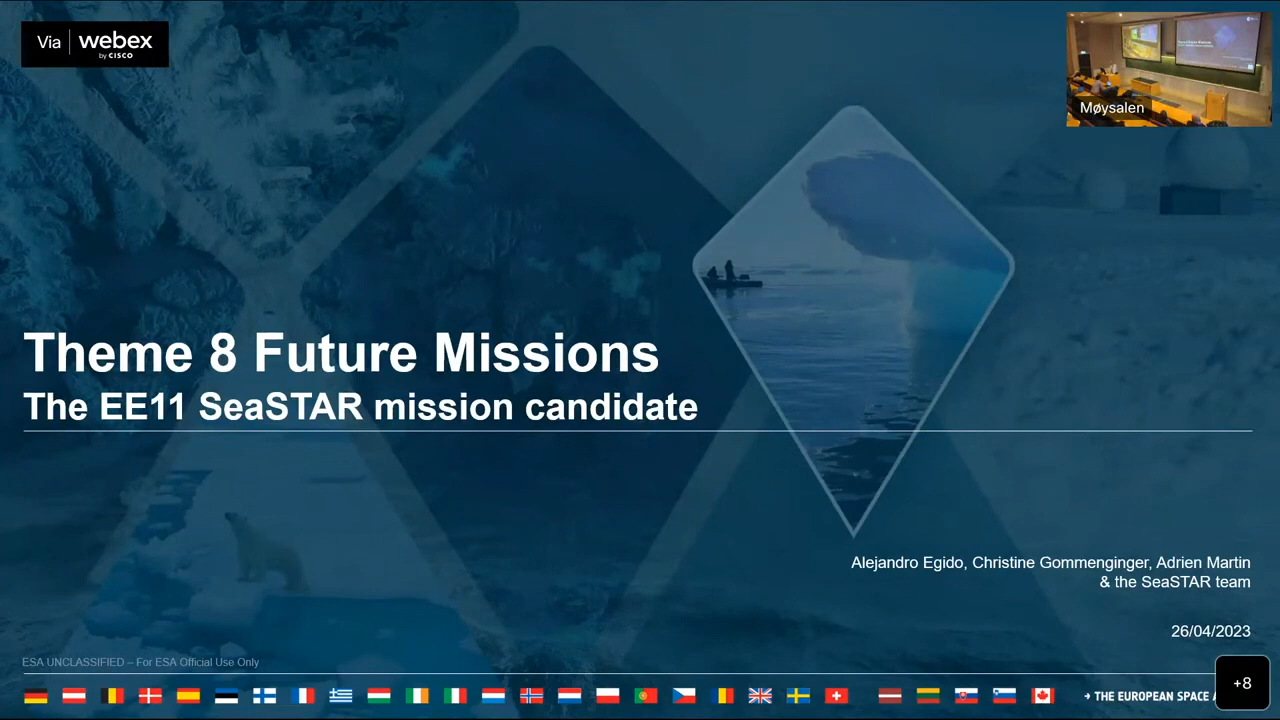 Via webex
by CISCO
Møysalen
Theme 8 Future Missions
The EE11 SeaSTAR mission candidate
Alejandro Egido, Christine Gommenginger, Adrien Martin
& the SeaSTAR team
26/04/2023
ESA UNCLASSIFIED – For ESA Official Use Only
→ THE EUROPEAN SPACE A
+8